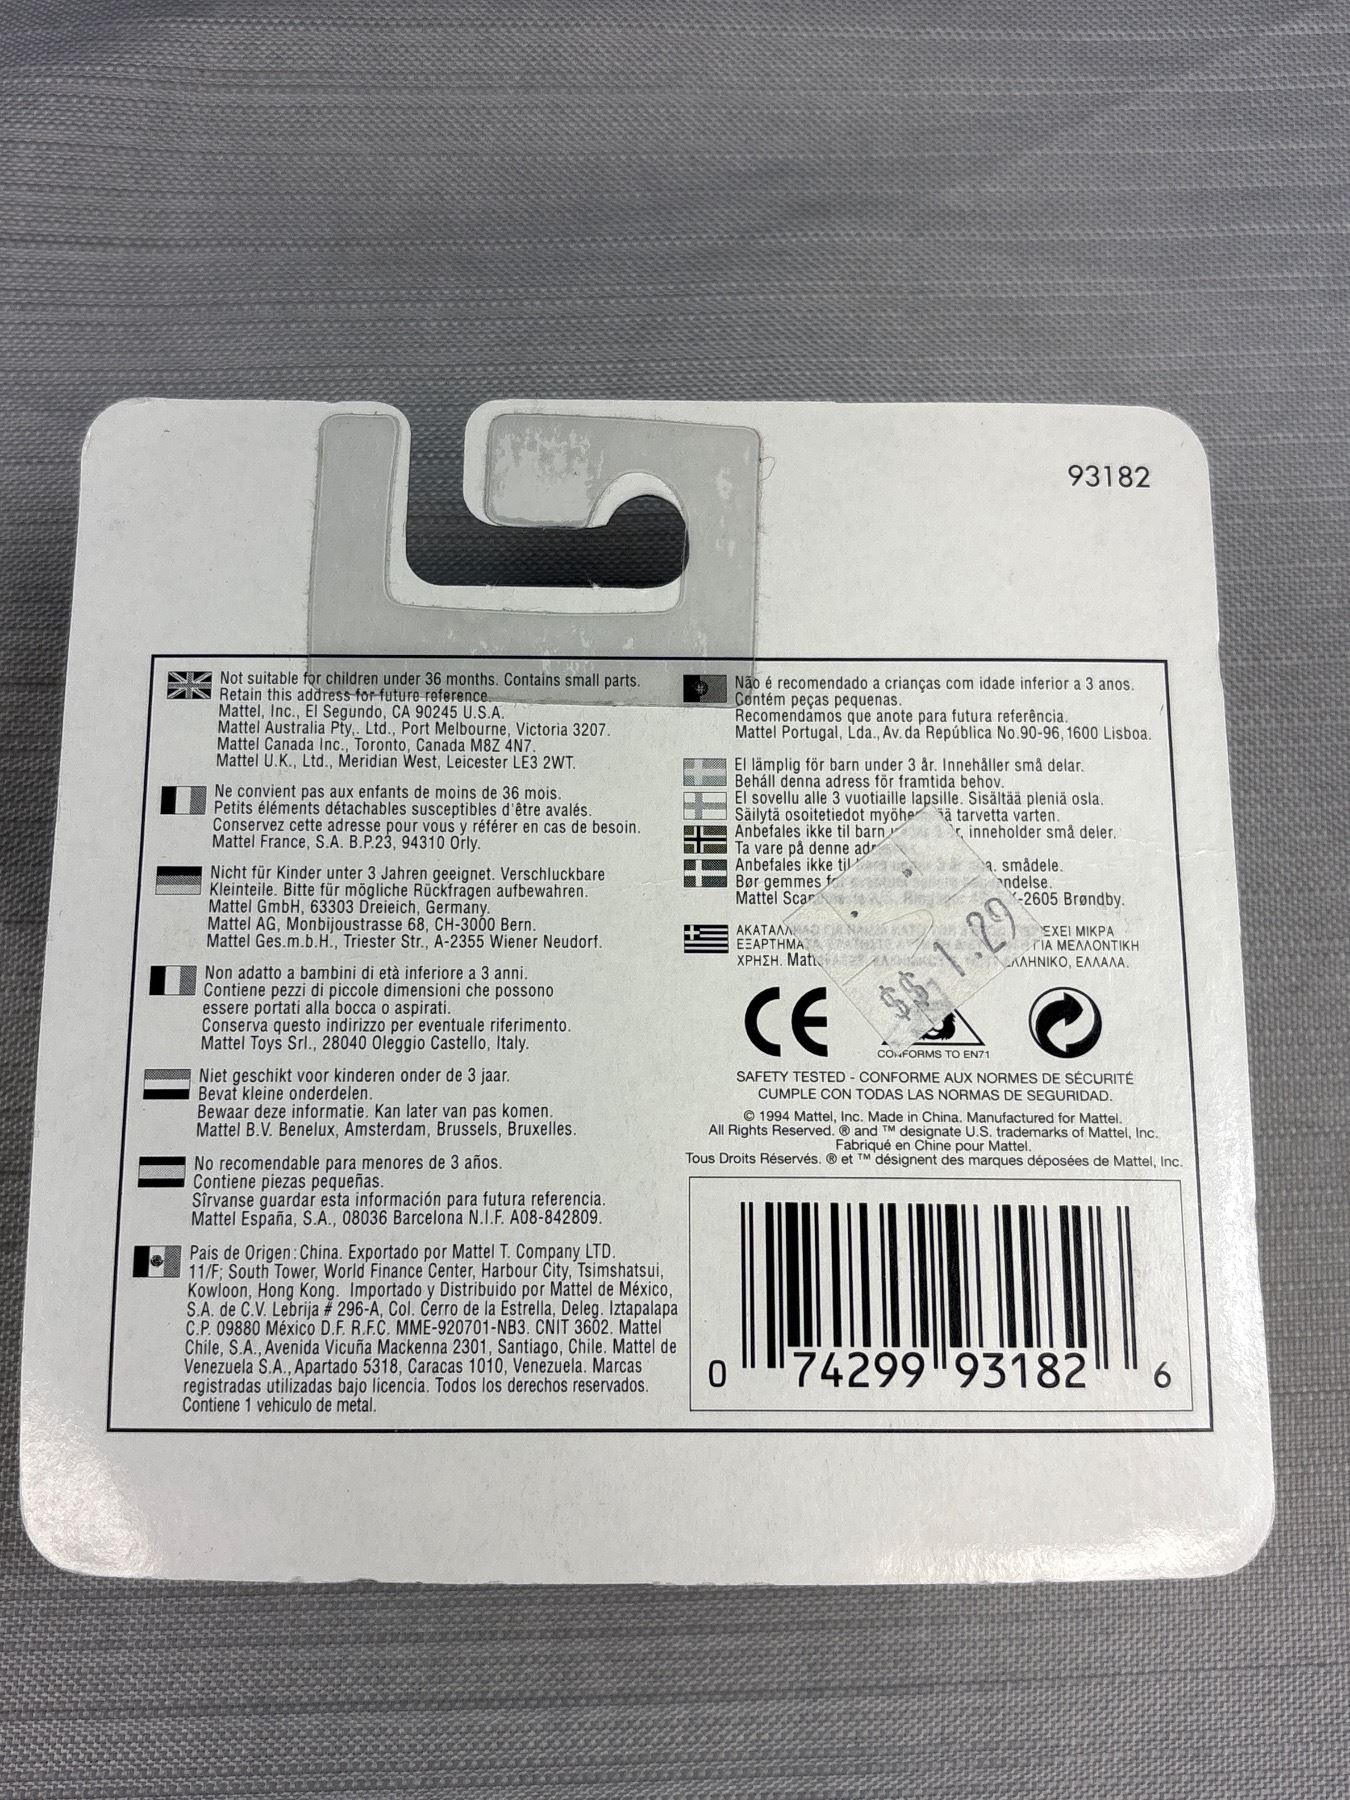 93182
Not suitable for children under 36 months. Contains small parts.
Retain this address for future reference
Mattel, Inc., El Segundo, CA 90245 U.S.A.
Mattel Australia Pty,. Ltd., Port Melbourne, Victoria 3207.
Mattel Canada Inc., Toronto, Canada M8Z 4N7.
Mattel U.K., Ltd., Meridian West, Leicester LE3 2WT.
Ne convient pas aux enfants de moins de 36 mois.
Petits éléments détachables susceptibles d'être avalés.
Conservez cette adresse pour vous y référer en cas de besoin.
Mattel France, S.A. B.P.23, 94310 Orly.
Nicht für Kinder unter 3 Jahren geeignet. Verschluckbare
Kleinteile. Bitte für mögliche Rückfragen aufbewahren.
Mattel GmbH, 63303 Dreieich, Germany.
Mattel AG, Monbijoustrasse 68, CH-3000 Bern.
Mattel Ges.m.b.H., Triester Str., A-2355 Wiener Neudorf.
Non adatto a bambini di età inferiore a 3 anni.
Contiene pezzi di piccole dimensioni che possono
essere portati alla bocca o aspirati.
Conserva questo indirizzo per eventuale riferimento.
Mattel Toys Srl., 28040 Oleggio Castello, Italy.
Niet geschikt voor kinderen onder de 3 jaar.
Bevat kleine onderdelen.
Bewaar deze informatie. Kan later van pas komen.
Mattel B.V. Benelux, Amsterdam, Brussels, Bruxelles.
No recomendable para menores de 3 años.
Contiene piezas pequeñas.
Sîrvanse guardar esta información para futura referencia.
Mattel España, S.A., 08036 Barcelona N.I.F. A08-842809.
Pais de Origen: China. Exportado por Mattel T. Company LTD.
11/F; South Tower, World Finance Center, Harbour City, Tsimshatsui,
Kowloon, Hong Kong. Importado y Distribuido por Mattel de México,
S.A. de C.V. Lebrija # 296-A, Col. Cerro de la Estrella, Deleg. Iztapalapa
C.P. 09880 México D.F. R.F.C. MME-920701-NB3. CNIT 3602. Mattel
Chile, S.A., Avenida Vicuña Mackenna 2301, Santiago, Chile. Mattel de
Venezuela S.A., Apartado 5318, Caracas 1010, Venezuela. Marcas
registradas utilizadas bajo licencia. Todos los derechos reservados.
Contiene 1 vehiculo de metal.
Não é recomendado a crianças com idade inferior a 3 anos.
Contém peças pequenas.
Recomendamos que anote para futura referência.
Mattel Portugal, Lda., Av. da República No.90-96, 1600 Lisboa.
El lämplig för barn under 3 år. Innehåller små delar.
Behåll denna adress för framtida behov.
El sovellu alle 3 vuotiaille lapsille. Sisältää pleniä osla.
Säilytä osoitetiedot tarvetta varten.
Anbefales ikke til barn inneholder små deler.
Ta vare på denne
Anbefales ikke til smådele.
Bør gemmes
Mattel -2605 Brøndby.
ΕΧΕΙ ΜΙΚΡΑ
ΓΙΑ ΜΕΛΛΟΝΤΙΚΗ
ΧΡΗΣΗ. ΕΛΛΑΛΑ.
$$ 1.29
CE
CONFORMS TO EN71
SAFETY TESTED - CONFORME AUX NORMES DE SÉCURITÉ
CUMPLE CON TODAS LAS NORMAS DE SEGURIDAD.
© 1994 Mattel, Inc. Made in China. Manufactured for Mattel.
All Rights Reserved. ® and ™ designate U.S. trademarks of Mattel, Inc.
Fabriqué en Chine pour Mattel.
Tous Droits Réservés. ® et ™ désignent des marques déposées de Mattel, Inc.
0 74299 93182 6